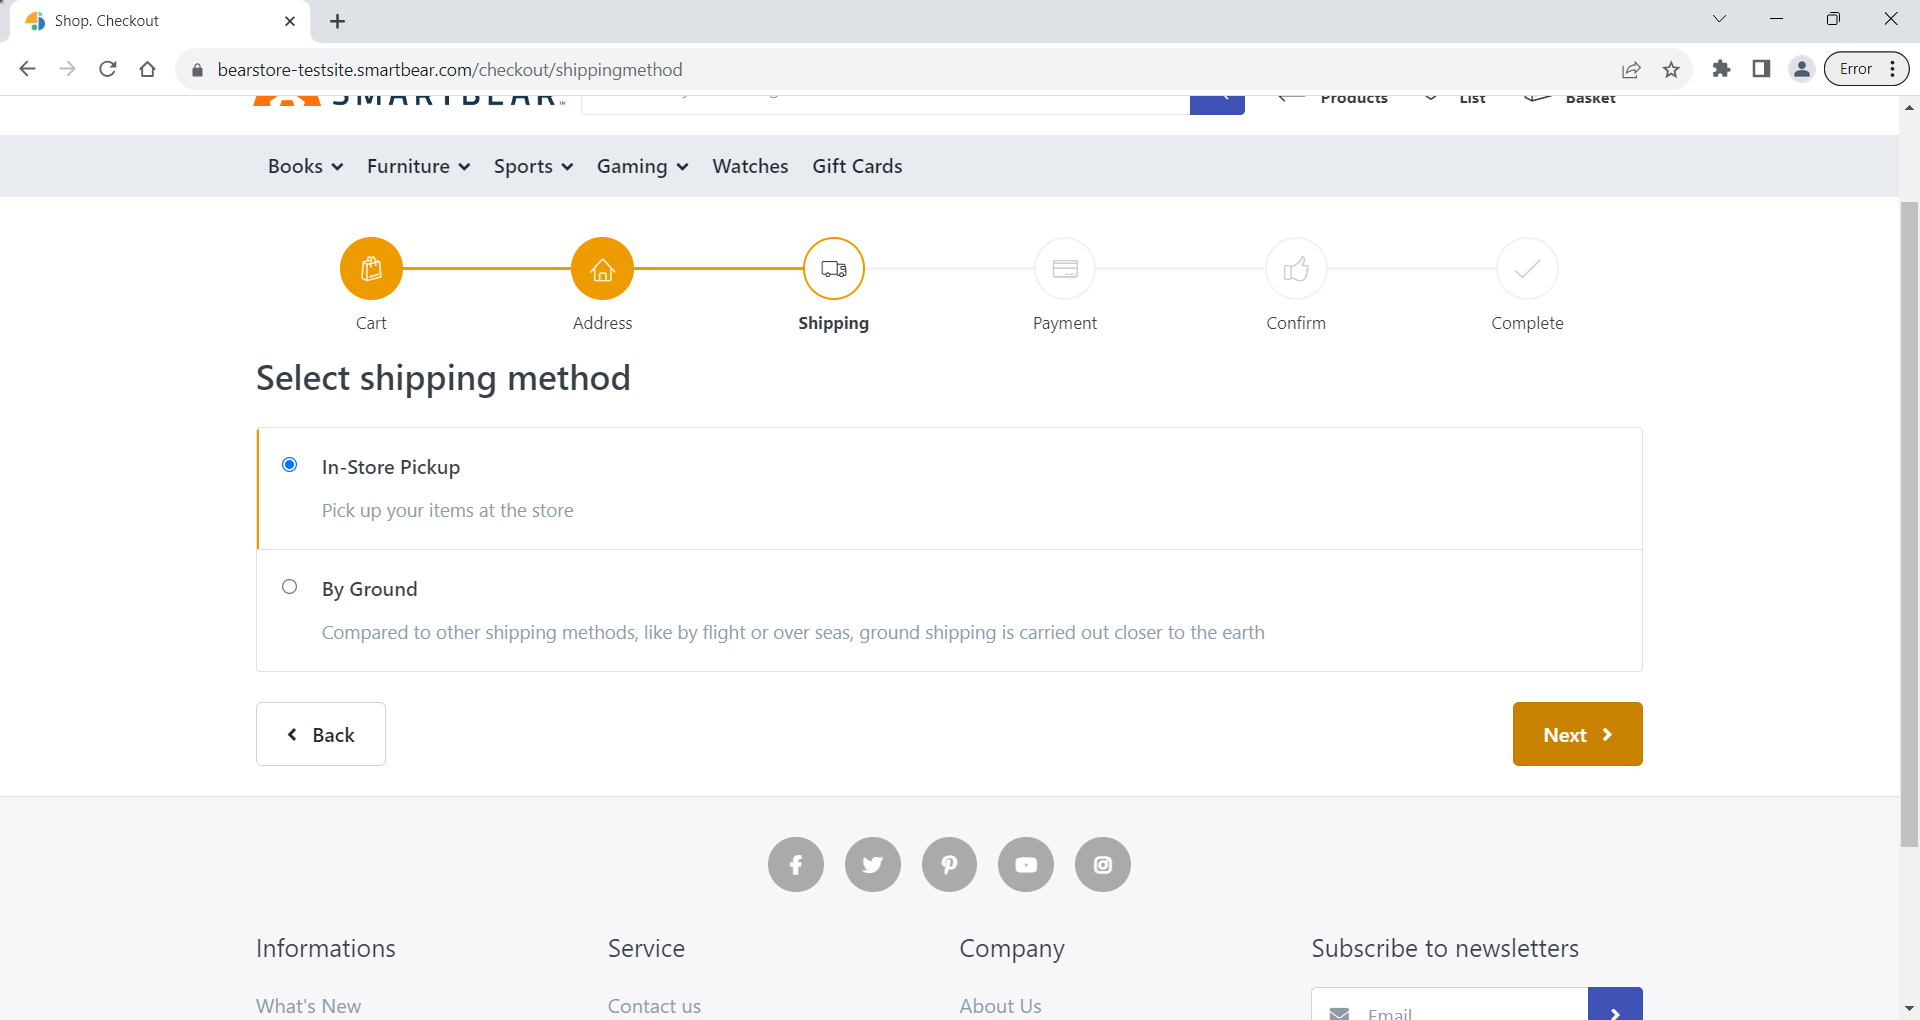 Shop. Checkout
bearstore-testsite.smartbear.com/checkout/shippingmethod
Error
SMARTBEAR™
Products
List
Basket
Books
Furniture
Sports
Gaming
Watches
Gift Cards
Cart
Address
Shipping
Payment
Confirm
Complete
Select shipping method
In-Store Pickup
Pick up your items at the store
By Ground
Compared to other shipping methods, like by flight or over seas, ground shipping is carried out closer to the earth
Back
Next
Informations
Service
Company
Subscribe to newsletters
What's New
Contact us
About Us
Email